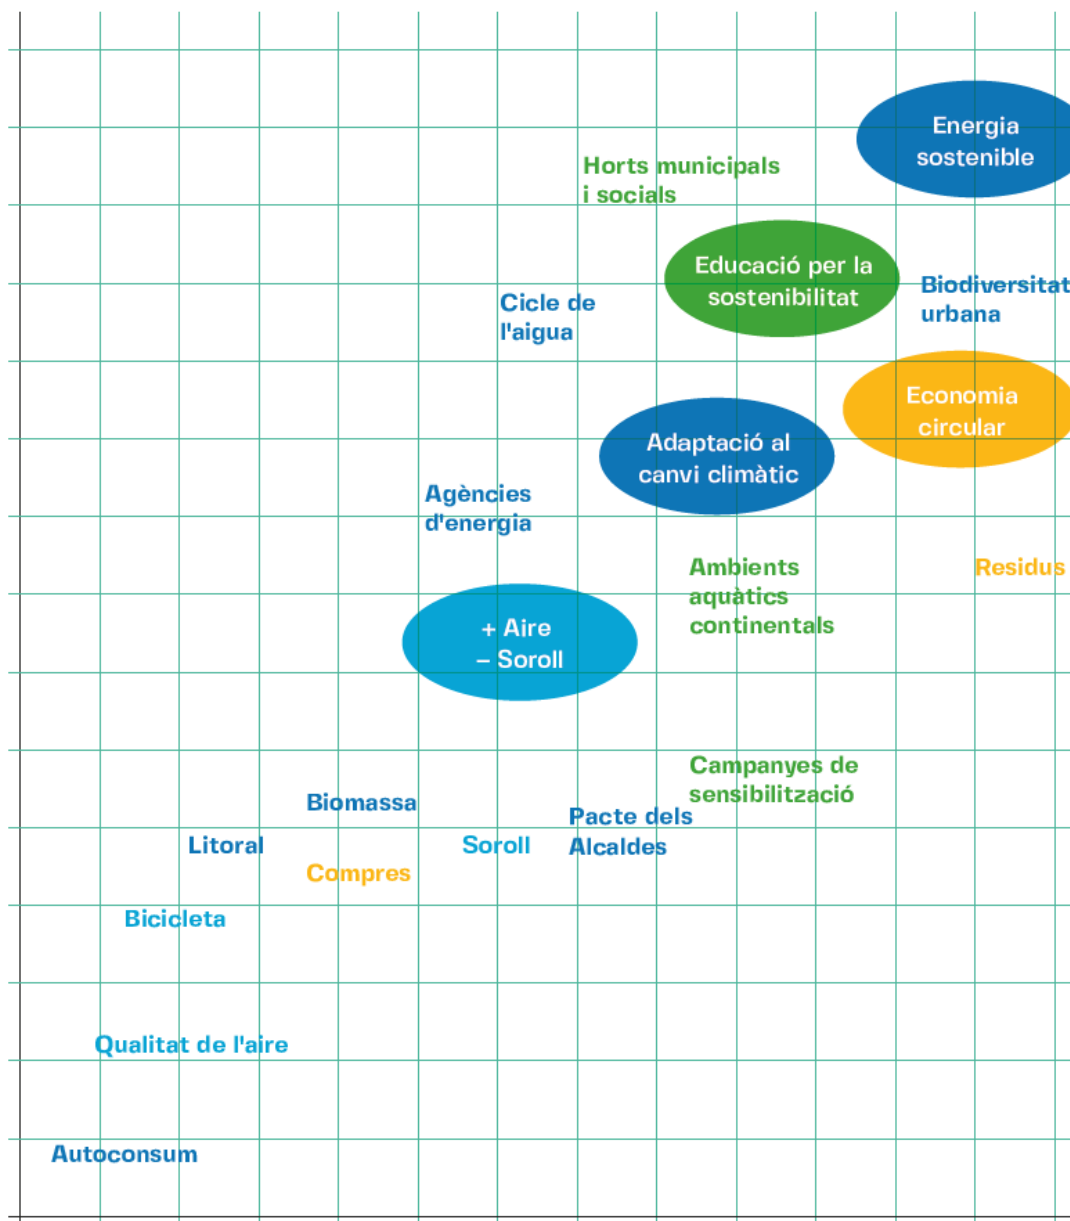 Energia
sostenible
Horts municipals
i socials
Educació per la
sostenibilitat
Biodiversitat
urbana
Cicle de
l'aigua
Economia
circular
Adaptació al
canvi climàtic
Agències
d'energia
Ambients
aquàtics
continentals
Residus
+ Aire
– Soroll
Campanyes de
sensibilització
Biomassa
Pacte dels
Alcaldes
Litoral
Soroll
Compres
Bicicleta
Qualitat de l'aire
Autoconsum